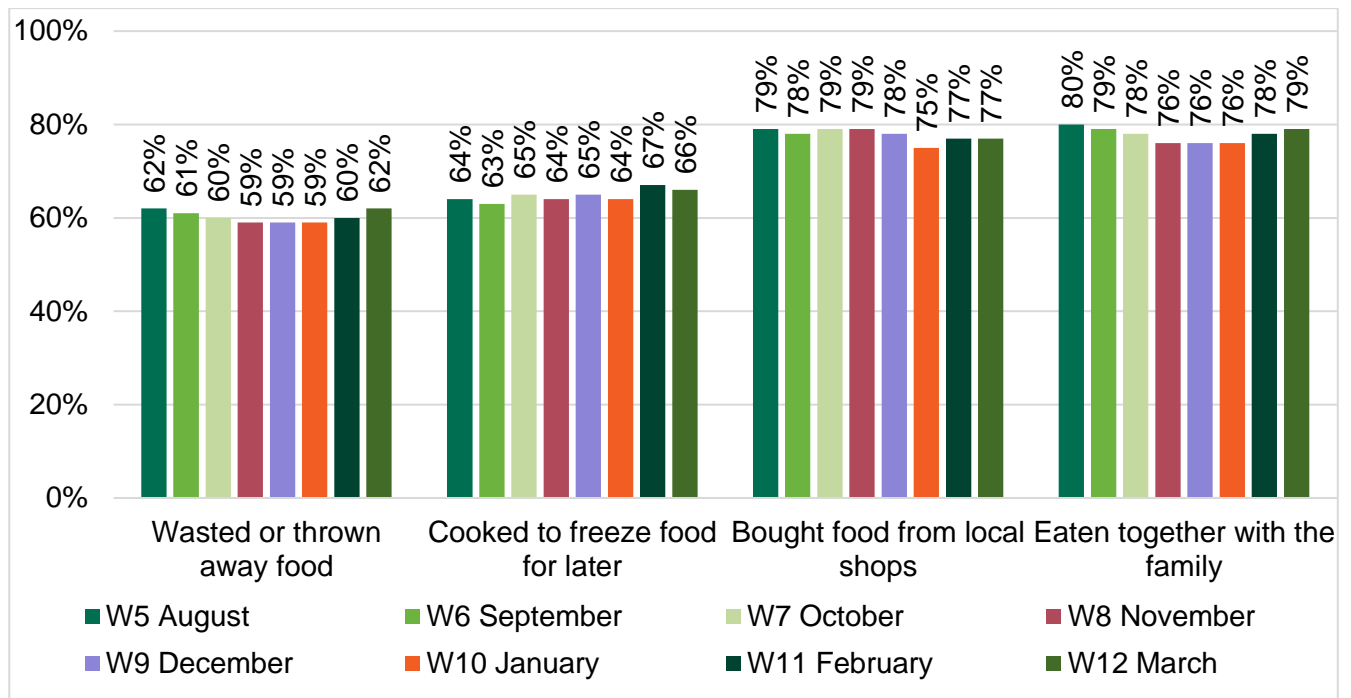 100%
80%
60%
40%
20%
0%
62%
61%
60%
59%
59%
59%
60%
62%
64%
63%
65%
64%
65%
64%
67%
66%
79%
78%
79%
79%
78%
75%
77%
77%
80%
79%
78%
76%
76%
76%
78%
79%
Wasted or thrown
away food
Cooked to freeze food
for later
Bought food from local
shops
Eaten together with the
family
W5 August
W6 September
W7 October
W8 November
W9 December
W10 January
W11 February
W12 March